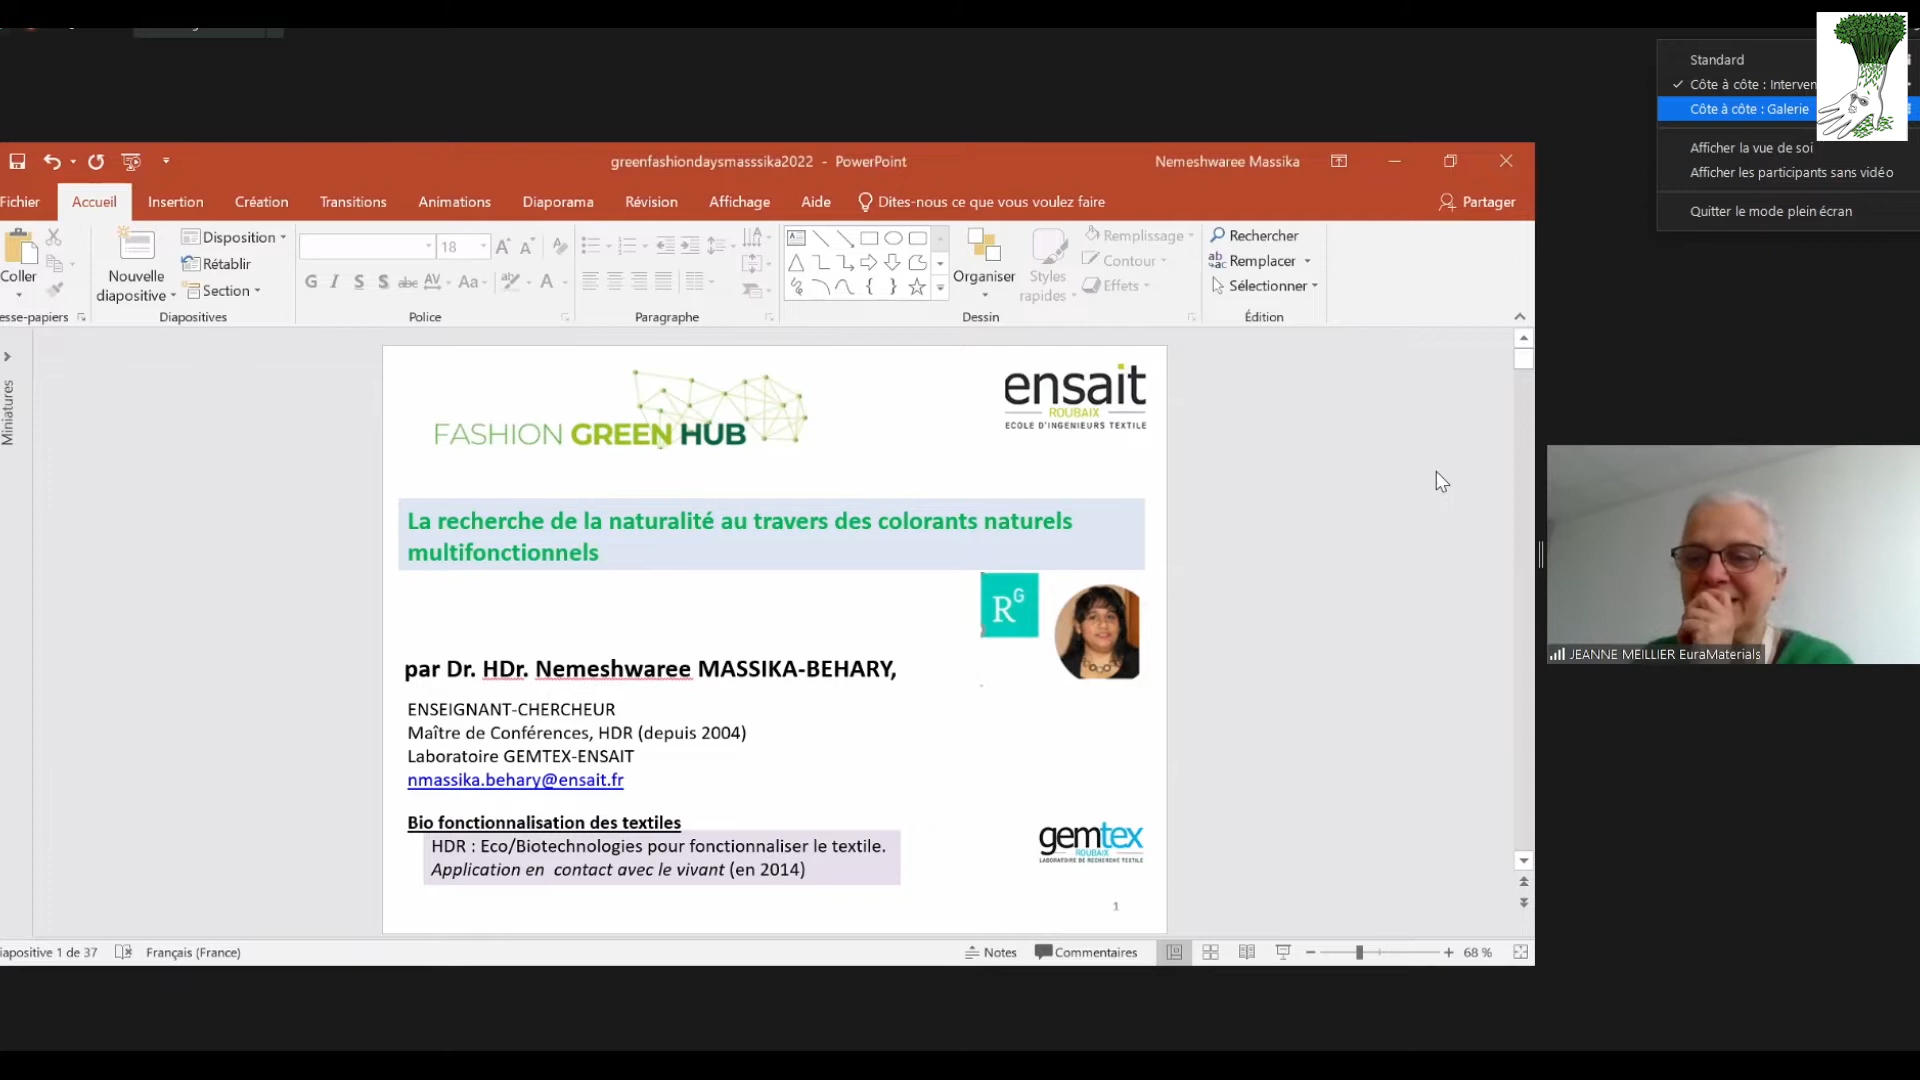 Standard
Côte à côte : Interven
Côte à côte : Galerie
Afficher la vue de soi
Afficher les participants sans vidéo
Quitter le mode plein écran
greenfashiondaysmasssika2022 - PowerPoint
Nemeshwaree Massika
Fichier Accueil Insertion Création Transitions Animations Diaporama Révision Affichage Aide Dites-nous ce que vous voulez faire Partager
Coller
Nouvelle diapositive
Disposition
Rétablir
Section
18
Organiser
Styles rapides
Remplissage
Contour
Effets
Rechercher
Remplacer
Sélectionner
esse-papiers Diapositives Police Paragraphe Dessin Édition
Miniatures
FASHION GREEN HUB
ensait
ROUBAIX
ECOLE D'INGENIEURS TEXTILE
La recherche de la naturalité au travers des colorants naturels
multifonctionnels
RG
par Dr. HDr. Nemeshwaree MASSIKA-BEHARY,
ENSEIGNANT-CHERCHEUR
Maître de Conférences, HDR (depuis 2004)
Laboratoire GEMTEX-ENSAIT
nmassika.behary@ensait.fr
Bio fonctionnalisation des textiles
HDR : Eco/Biotechnologies pour fonctionnaliser le textile.
Application en contact avec le vivant (en 2014)
gemtex
ROUBAIX
LABORATOIRE DE RECHERCHE TEXTILE
1
JEANNE MEILLIER EuraMaterials
iapositive 1 de 37 Français (France) Notes Commentaires 68 %